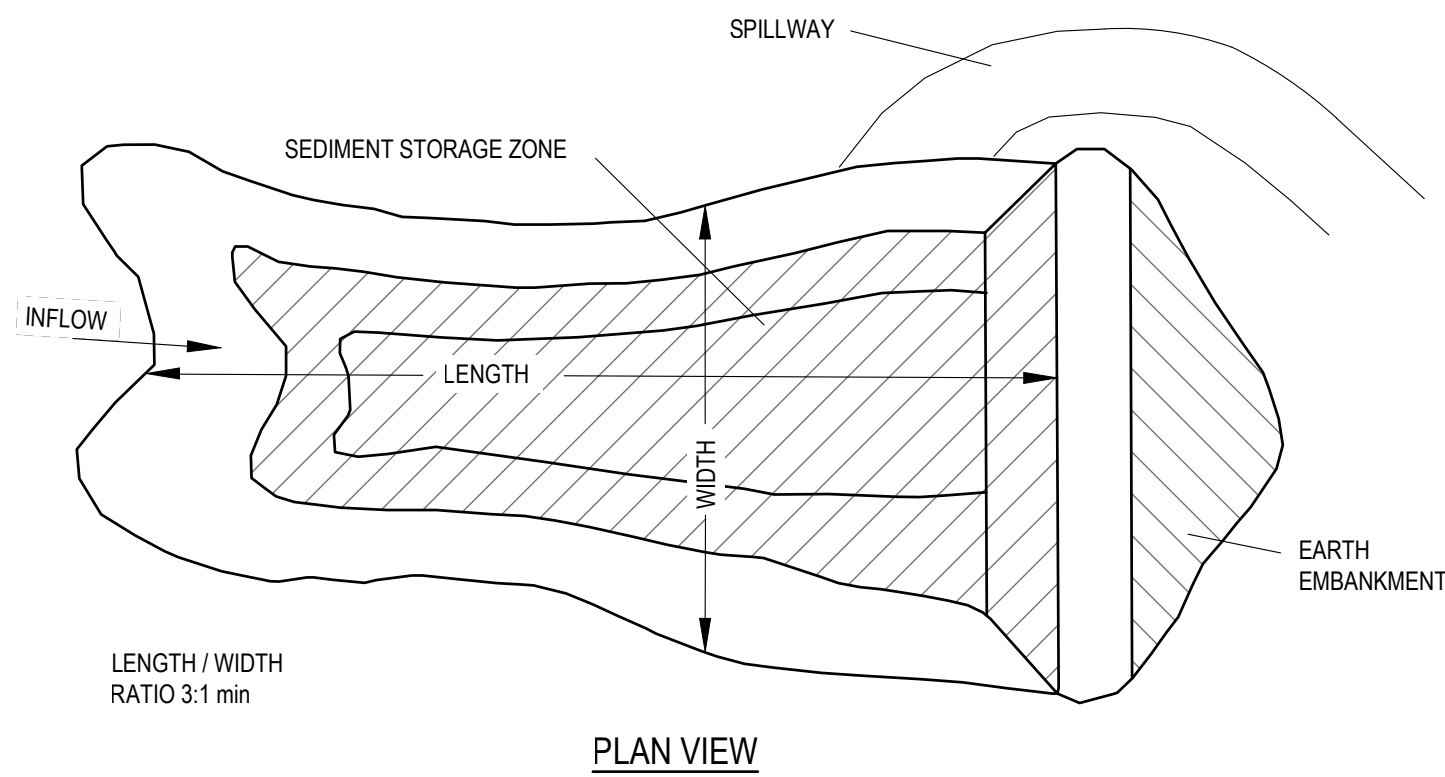 SPILLWAY
SEDIMENT STORAGE ZONE
INFLOW
LENGTH
WIDTH
EARTH
EMBANKMENT
LENGTH / WIDTH
RATIO 3:1 min
PLAN VIEW